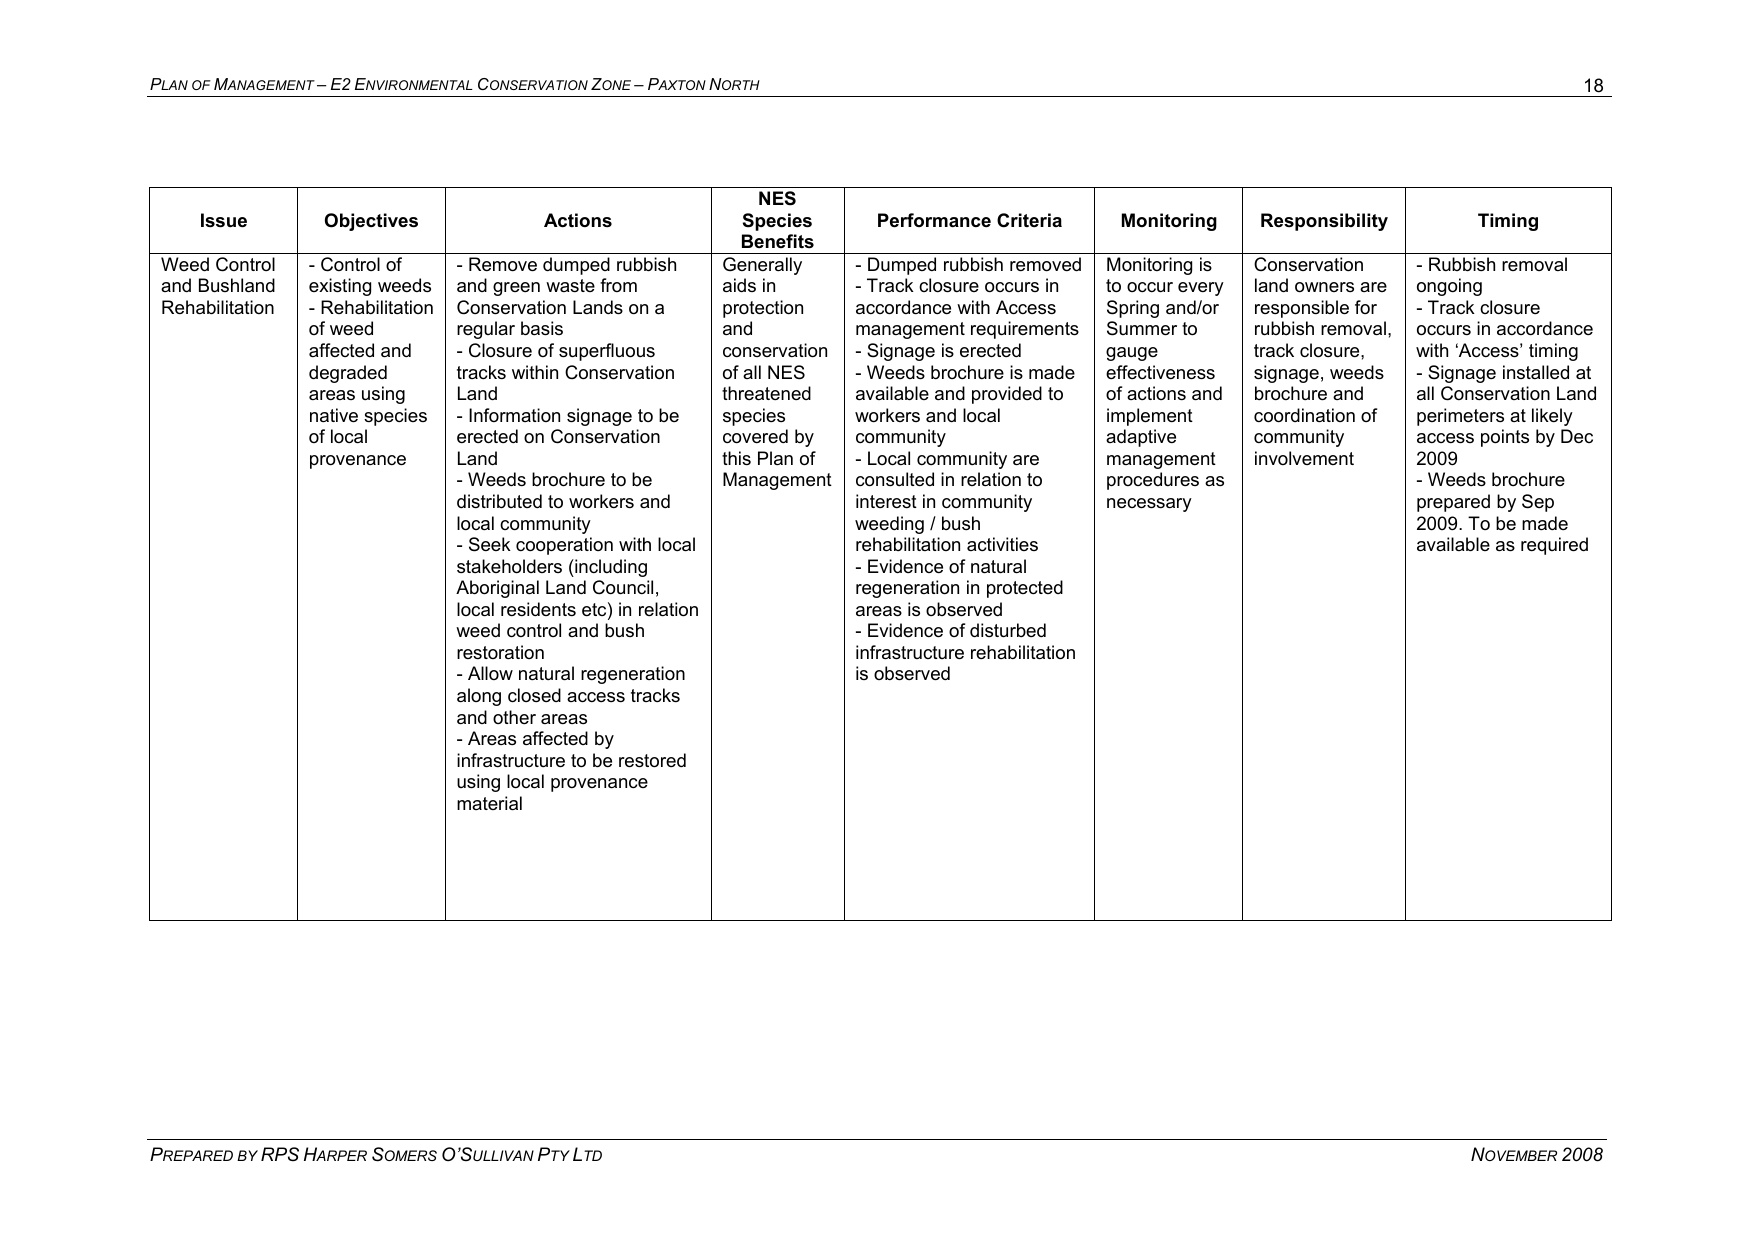 PLAN OF MANAGEMENT – E2 ENVIRONMENTAL CONSERVATION ZONE – PAXTON NORTH
18
Issue
Objectives
Actions
NES
Species
Benefits
Performance Criteria
Monitoring
Responsibility
Timing
Weed Control
and Bushland
Rehabilitation
- Control of
existing weeds
- Rehabilitation
of weed
affected and
degraded
areas using
native species
of local
provenance
- Remove dumped rubbish
and green waste from
Conservation Lands on a
regular basis
- Closure of superfluous
tracks within Conservation
Land
- Information signage to be
erected on Conservation
Land
- Weeds brochure to be
distributed to workers and
local community
- Seek cooperation with local
stakeholders (including
Aboriginal Land Council,
local residents etc) in relation
weed control and bush
restoration
- Allow natural regeneration
along closed access tracks
and other areas
- Areas affected by
infrastructure to be restored
using local provenance
material
Generally
aids in
protection
and
conservation
of all NES
threatened
species
covered by
this Plan of
Management
- Dumped rubbish removed
- Track closure occurs in
accordance with Access
management requirements
- Signage is erected
- Weeds brochure is made
available and provided to
workers and local
community
- Local community are
consulted in relation to
interest in community
weeding / bush
rehabilitation activities
- Evidence of natural
regeneration in protected
areas is observed
- Evidence of disturbed
infrastructure rehabilitation
is observed
Monitoring is
to occur every
Spring and/or
Summer to
gauge
effectiveness
of actions and
implement
adaptive
management
procedures as
necessary
Conservation
land owners are
responsible for
rubbish removal,
track closure,
signage, weeds
brochure and
coordination of
community
involvement
- Rubbish removal
ongoing
- Track closure
occurs in accordance
with ‘Access’ timing
- Signage installed at
all Conservation Land
perimeters at likely
access points by Dec
2009
- Weeds brochure
prepared by Sep
2009. To be made
available as required
PREPARED BY RPS HARPER SOMERS O’SULLIVAN PTY LTD
NOVEMBER 2008